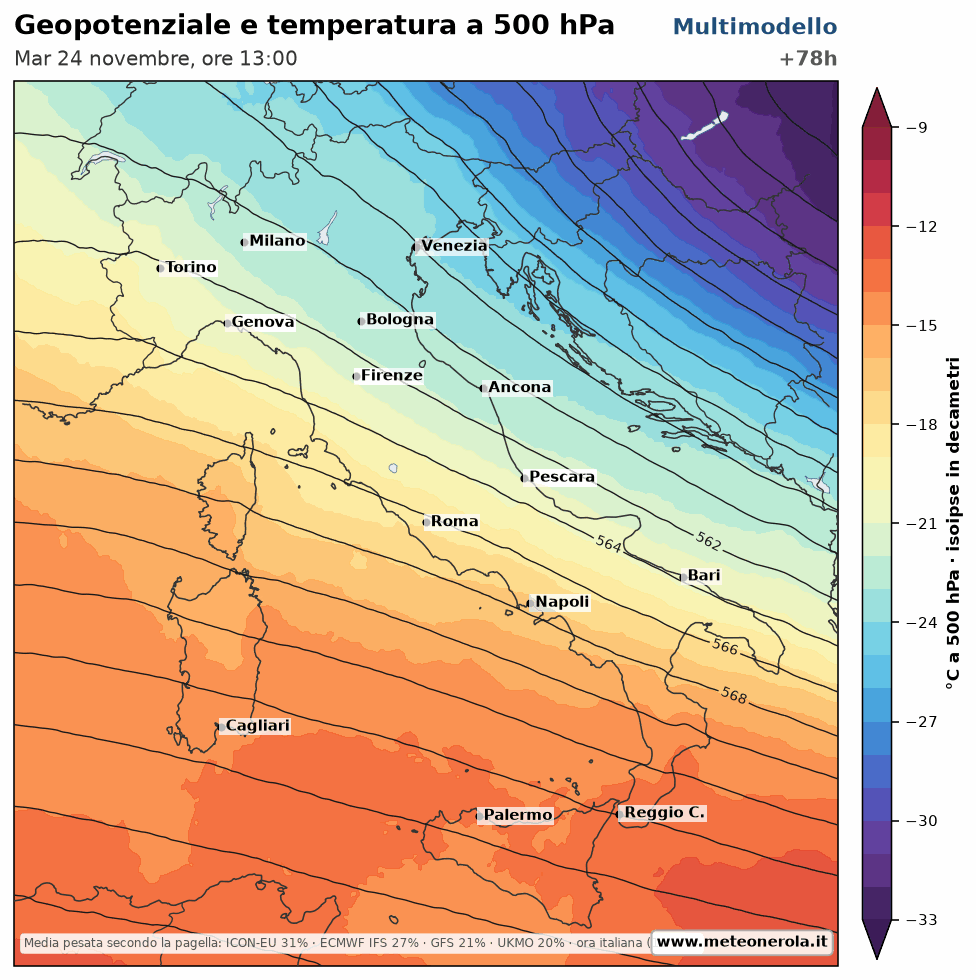 Geopotenziale e temperatura a 500 hPa
Multimodello
Mar 24 novembre, ore 13:00
+78h
−9
−12
−15
−18
−21
−24
−27
−30
−33
°C a 500 hPa · isoipse in decametri
Milano
Venezia
Torino
Genova
Bologna
Firenze
Ancona
Pescara
Roma
562
564
Bari
Napoli
566
568
Cagliari
Palermo
Reggio C.
Media pesata secondo la pagella: ICON-EU 31% · ECMWF IFS 27% · GFS 21% · UKMO 20% · ora italiana (
www.meteonerola.it